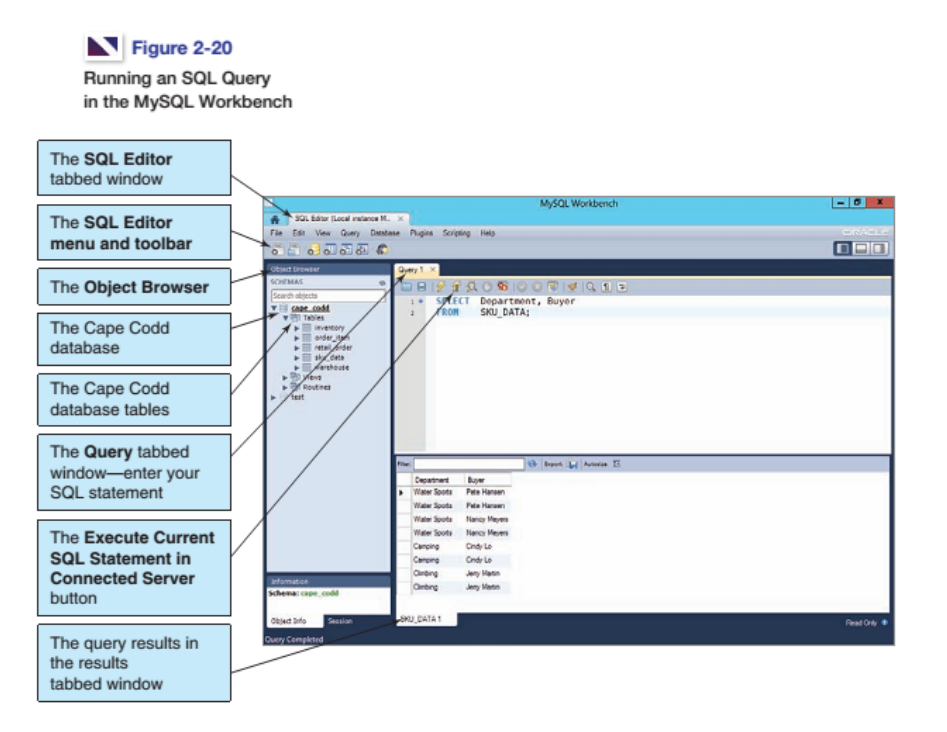 Figure 2-20
Running an SQL Query
in the MySQL Workbench
The SQL Editor
tabbed window
The SQL Editor
menu and toolbar
The Object Browser
The Cape Codd
database
The Cape Codd
database tables
The Query tabbed
window—enter your
SQL statement
The Execute Current
SQL Statement in
Connected Server
button
The query results in
the results
tabbed window
MySQL Workbench
SQL Editor (Local instance M...
File Edit View Query Database Plugins Scripting Help
ORACLE
Object Browser
SCHEMAS
Search objects
cape_codd
Tables
inventory
order_item
retail_order
sku_data
warehouse
Views
Routines
test
Information
Schema: cape_codd
Object Info Session
Query Completed
Query 1
1 SELECT Department, Buyer
2 FROM SKU_DATA;
Filter: Export: Autosize:
Department Buyer
Water Sports Pete Hansen
Water Sports Pete Hansen
Water Sports Nancy Meyers
Water Sports Nancy Meyers
Camping Cindy Lo
Camping Cindy Lo
Climbing Jerry Martin
Climbing Jerry Martin
SKU_DATA 1
Read Only